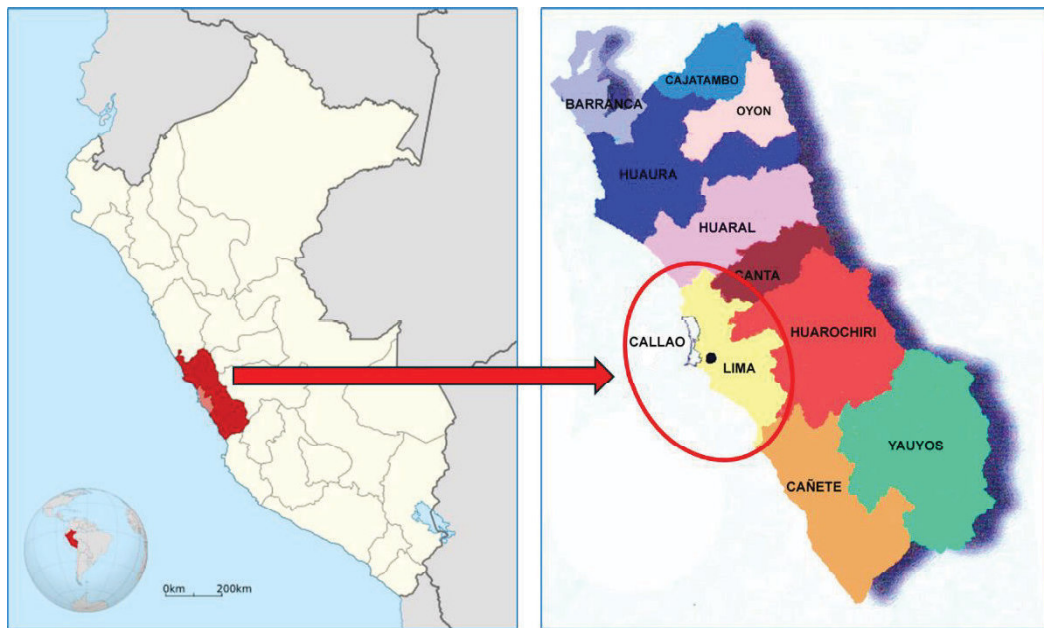 0km 200km
CAJATAMBO
BARRANCA
OYON
HUAURA
HUARAL
CANTA
HUAROCHIRI
CALLAO
LIMA
YAUYOS
CAÑETE